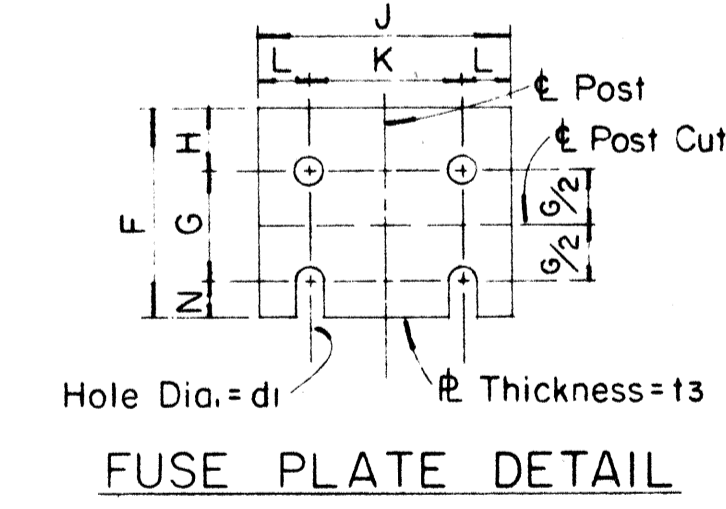 J
L K L
℄ Post
℄ Post Cut
H
F G
G/2
G/2
N
Hole Dia. = d1
⅊ Thickness = t3
FUSE PLATE DETAIL